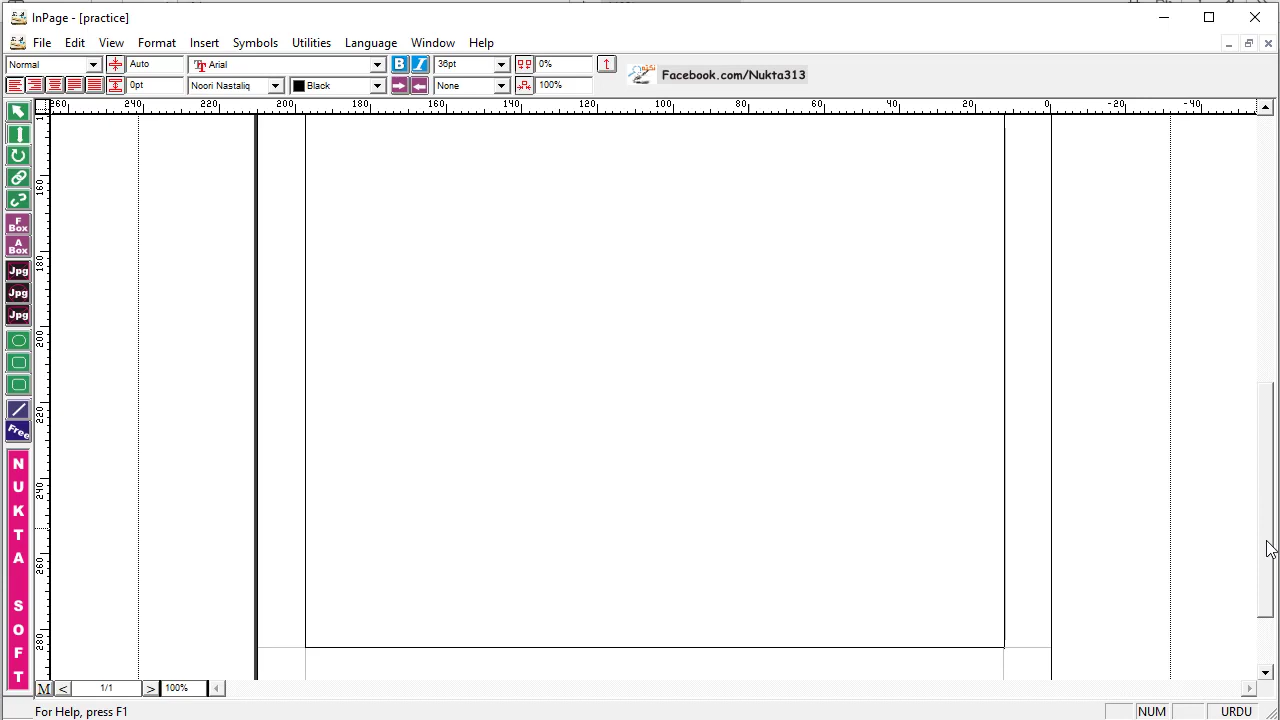 InPage - [practice]
File Edit View Format Insert Symbols Utilities Language Window Help
Normal Auto Arial B I 36pt 0% Facebook.com/Nukta313
0pt Noori Nastaliq Black None 100%
240 220 200 180 160 140 120 100 80 60 40 20 0 -20 -40
160
180
200
220
240
260
280
F Box
A Box
Jpg
Jpg
Jpg
Free
N
U
K
T
A
S
O
F
T
M < 1/1 > 100%
For Help, press F1 NUM URDU